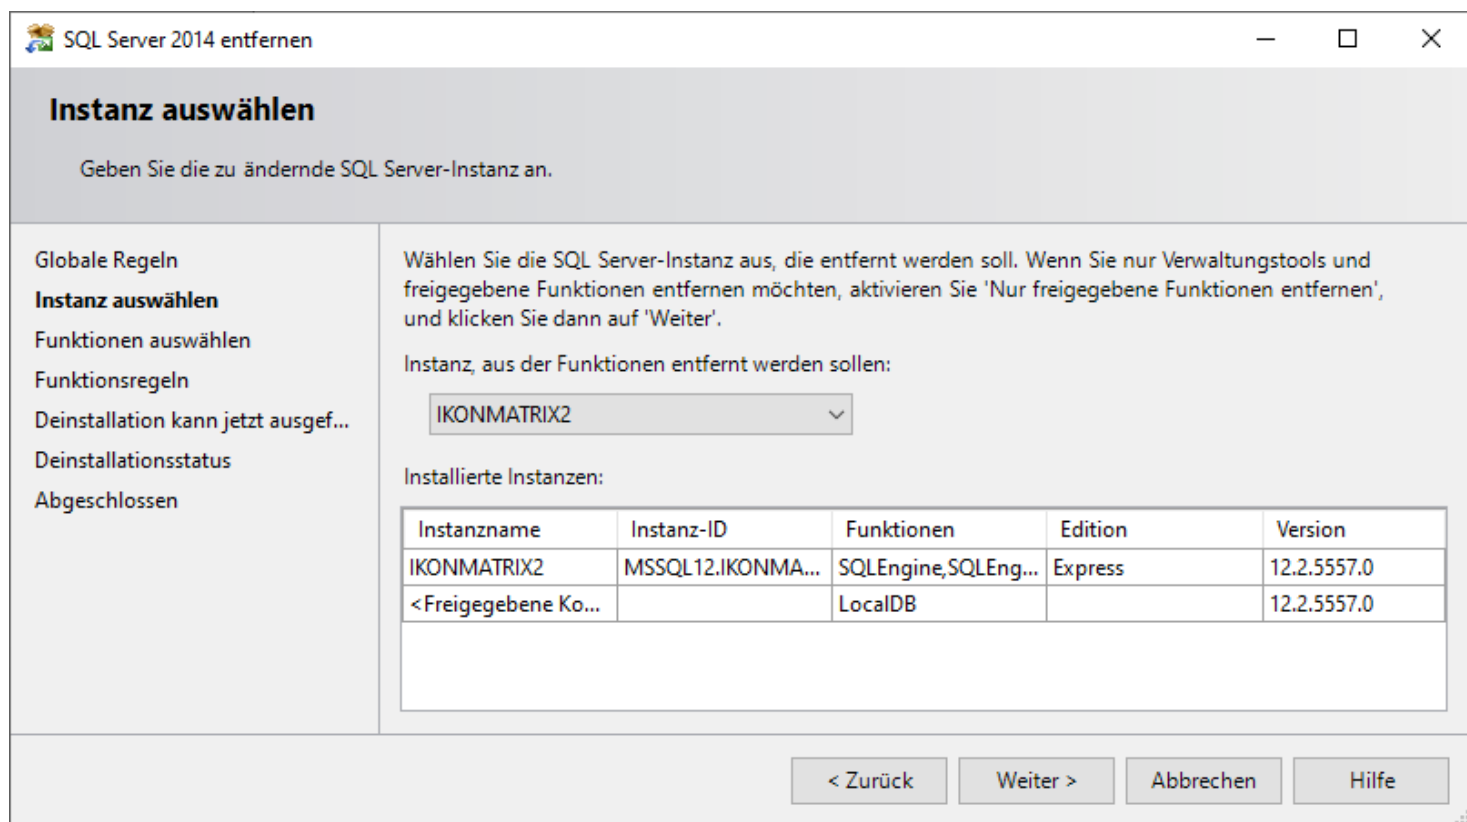 SQL Server 2014 entfernen
Instanz auswählen
Geben Sie die zu ändernde SQL Server-Instanz an.
Globale Regeln
Instanz auswählen
Funktionen auswählen
Funktionsregeln
Deinstallation kann jetzt ausgef...
Deinstallationsstatus
Abgeschlossen
Wählen Sie die SQL Server-Instanz aus, die entfernt werden soll. Wenn Sie nur Verwaltungstools und
freigegebene Funktionen entfernen möchten, aktivieren Sie 'Nur freigegebene Funktionen entfernen',
und klicken Sie dann auf 'Weiter'.
Instanz, aus der Funktionen entfernt werden sollen:
IKONMATRIX2
Installierte Instanzen:
Instanzname Instanz-ID Funktionen Edition Version
IKONMATRIX2 MSSQL12.IKONMA... SQLEngine,SQLEng... Express 12.2.5557.0
<Freigegebene Ko... LocalDB 12.2.5557.0
< Zurück Weiter > Abbrechen Hilfe